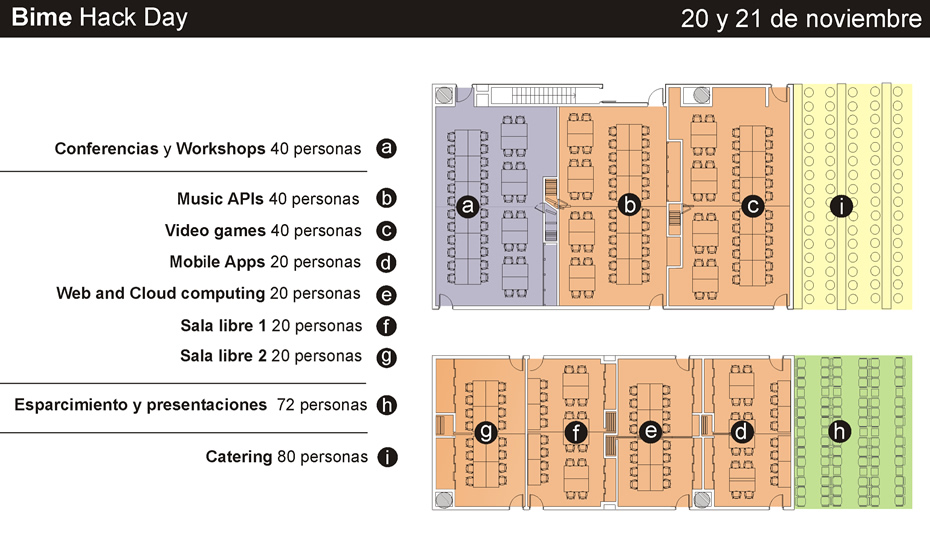 Bime Hack Day
20 y 21 de noviembre
Conferencias y Workshops 40 personas a
Music APIs 40 personas b
Video games 40 personas c
Mobile Apps 20 personas d
Web and Cloud computing 20 personas e
Sala libre 1 20 personas f
Sala libre 2 20 personas g
Esparcimiento y presentaciones 72 personas h
Catering 80 personas i
a b c i
g f e d h